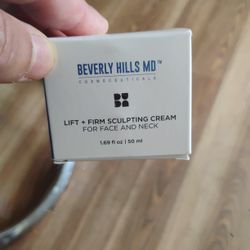 BEVERLY HILLS MD™
COSMECEUTICALS
LIFT + FIRM SCULPTING CREAM
FOR FACE AND NECK
1.69 fl oz | 50 ml